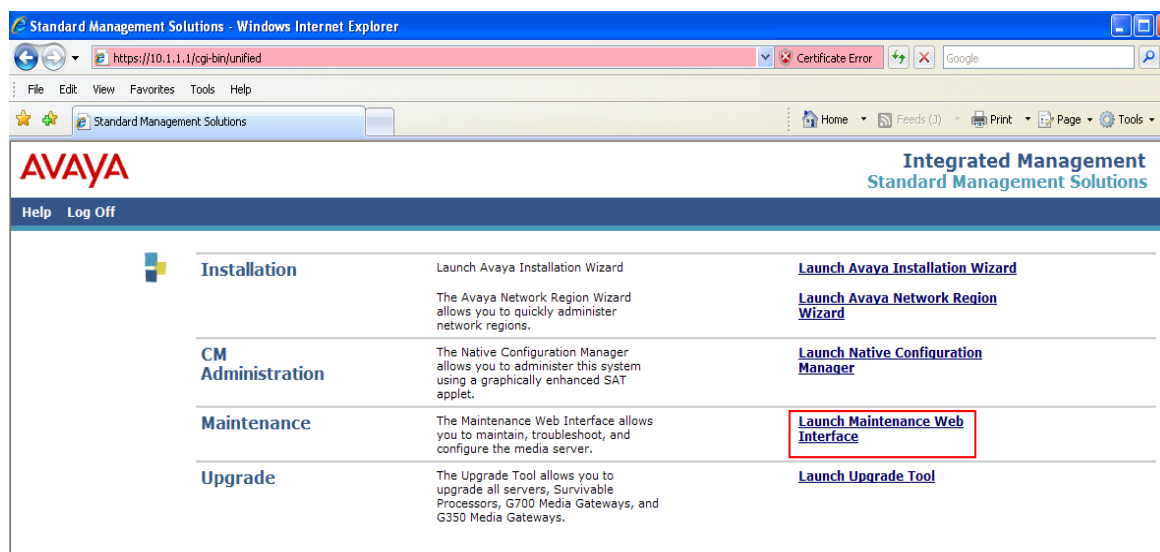 Standard Management Solutions - Windows Internet Explorer
https://10.1.1.1/cgi-bin/unified
Certificate Error
Google
File Edit View Favorites Tools Help
Standard Management Solutions
Home Feeds (J) Print Page Tools
AVAYA
Integrated Management
Standard Management Solutions
Help Log Off
Installation
Launch Avaya Installation Wizard
Launch Avaya Installation Wizard
The Avaya Network Region Wizard
allows you to quickly administer
network regions.
Launch Avaya Network Region
Wizard
CM
Administration
The Native Configuration Manager
allows you to administer this system
using a graphically enhanced SAT
applet.
Launch Native Configuration
Manager
Maintenance
The Maintenance Web Interface allows
you to maintain, troubleshoot, and
configure the media server.
Launch Maintenance Web
Interface
Upgrade
The Upgrade Tool allows you to
upgrade all servers, Survivable
Processors, G700 Media Gateways, and
G350 Media Gateways.
Launch Upgrade Tool